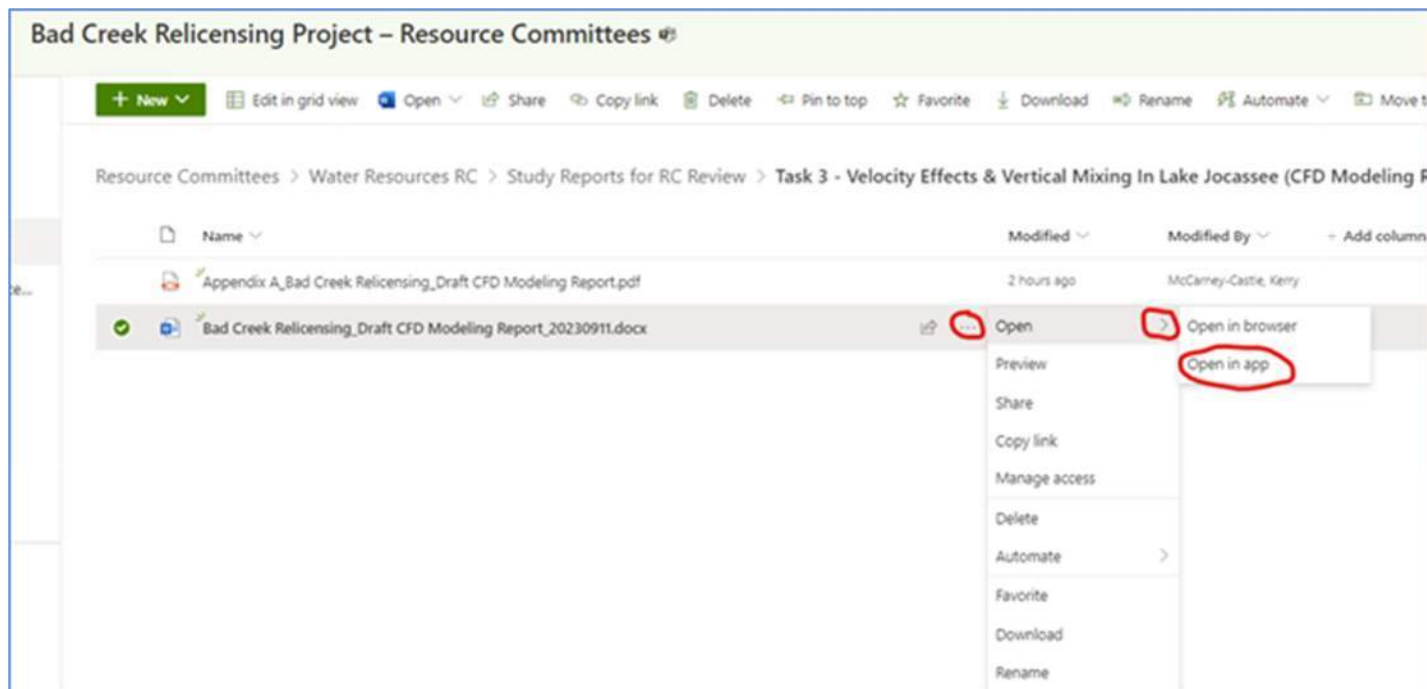 Bad Creek Relicensing Project – Resource Committees
+ New Edit in grid view Open Share Copy link Delete Pin to top Favorite Download Rename Automate Move t
Resource Committees > Water Resources RC > Study Reports for RC Review > Task 3 - Velocity Effects & Vertical Mixing In Lake Jocassee (CFD Modeling R
Name Modified Modified By + Add column
Appendix A_Bad Creek Relicensing_Draft CFD Modeling Report.pdf 2 hours ago McCarney-Castle, Kerry
Bad Creek Relicensing_Draft CFD Modeling Report_20230911.docx ... Open > Open in browser
Preview Open in app
Share
Copy link
Manage access
Delete
Automate >
Favorite
Download
Rename